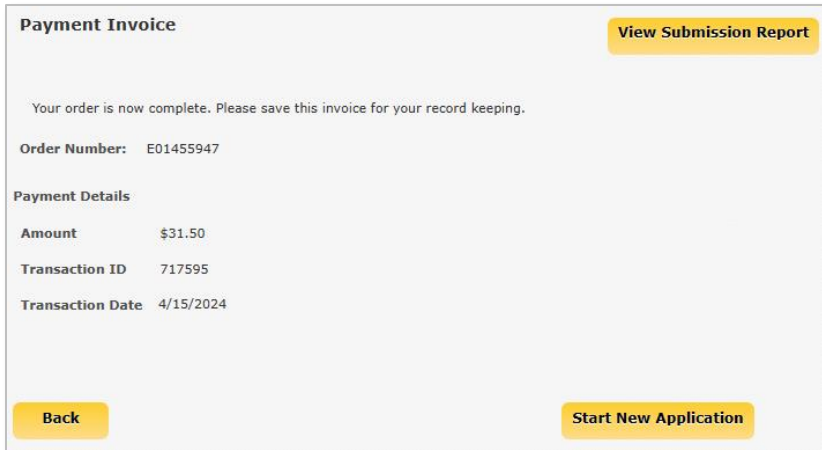 Payment Invoice
View Submission Report
Your order is now complete. Please save this invoice for your record keeping.
Order Number: E01455947
Payment Details
Amount $31.50
Transaction ID 717595
Transaction Date 4/15/2024
Back
Start New Application